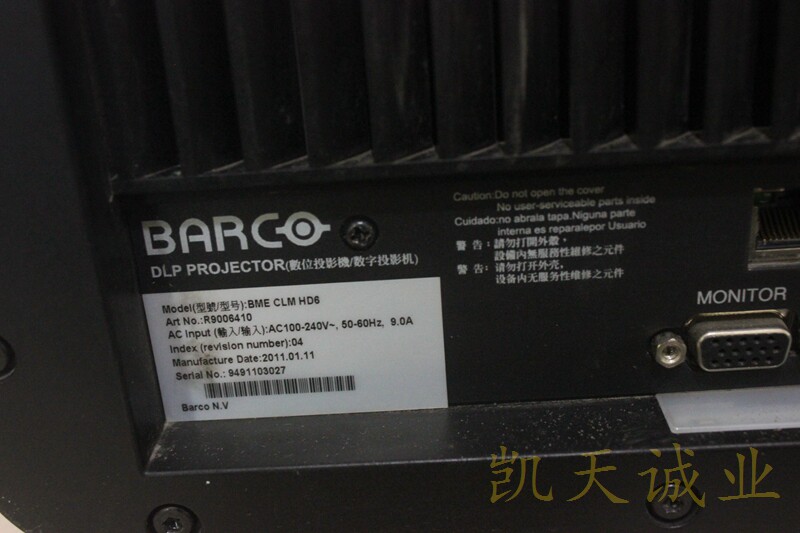 BARCO
DLP PROJECTOR(數位投影機/数字投影机)
Model(型號/型号):BME CLM HD6
Art No.:R9006410
AC Input (輸入/输入):AC100-240V~, 50-60Hz, 9.0A
Index (revision number):04
Manufacture Date:2011.01.11
Serial No.: 9491103027
Barco N.V
Caution:Do not open the cover
No user-serviceable parts inside
Cuidado:no abrala tapa.Niguna parte
interna es reparalepor Usuario
警 告: 請勿打開外殼,
設備內無服務性維修之元件
警 告: 请勿打开外壳.
设备内无服务性维修之元件
MONITOR
凯天诚业